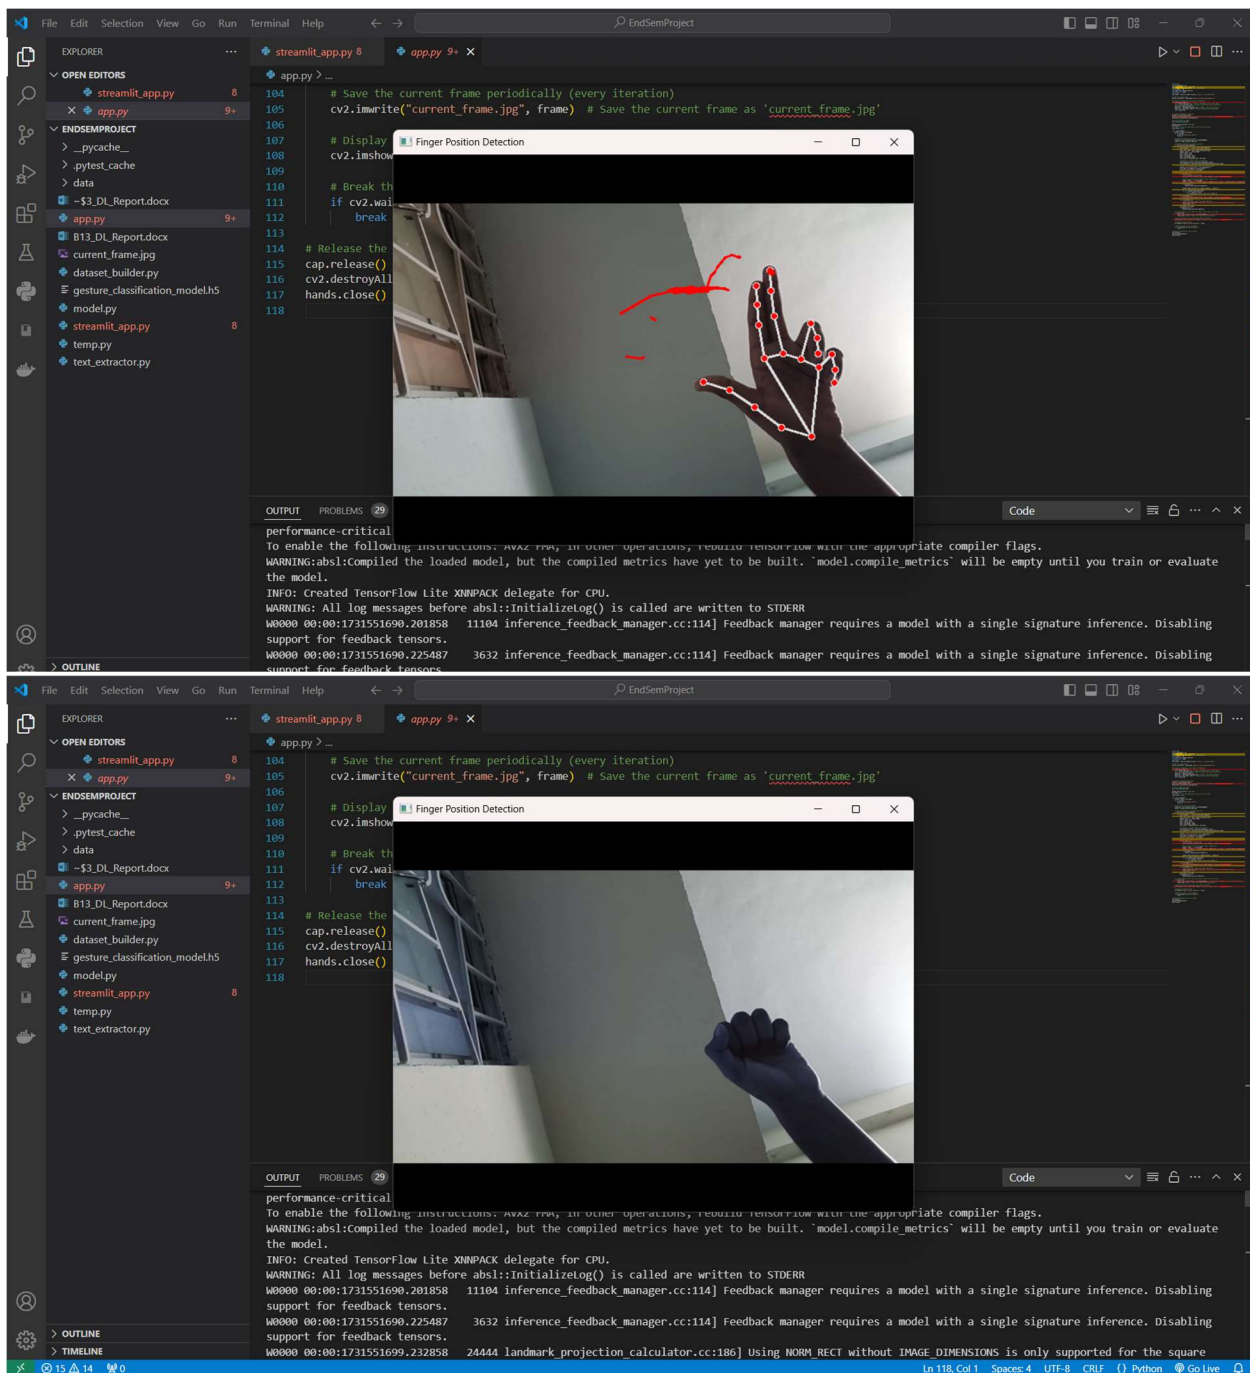 File Edit Selection View Go Run Terminal Help
EndSemProject
EXPLORER
streamlit_app.py 8
app.py 9+
OPEN EDITORS
streamlit_app.py 8
app.py 9+
ENDSEMPROJECT
__pycache__
.pytest_cache
data
~$3_DL_Report.docx
app.py 9+
B13_DL_Report.docx
current_frame.jpg
dataset_builder.py
gesture_classification_model.h5
model.py
streamlit_app.py 8
temp.py
text_extractor.py
OUTLINE
app.py > ...
104 # Save the current frame periodically (every iteration)
105 cv2.imwrite("current_frame.jpg", frame) # Save the current frame as 'current_frame.jpg'
106
107 # Display
108 cv2.imshow
109
110 # Break th
111 if cv2.wai
112 break
113
114 # Release the
115 cap.release()
116 cv2.destroyAll
117 hands.close()
118
Finger Position Detection
OUTPUT PROBLEMS 29
Code
performance-critical
To enable the following instructions: AVX2 FMA, in other operations, rebuild TensorFlow with the appropriate compiler flags.
WARNING:absl:Compiled the loaded model, but the compiled metrics have yet to be built. `model.compile_metrics` will be empty until you train or evaluate
the model.
INFO: Created TensorFlow Lite XNNPACK delegate for CPU.
WARNING: All log messages before absl::InitializeLog() is called are written to STDERR
W0000 00:00:1731551690.201858 11104 inference_feedback_manager.cc:114] Feedback manager requires a model with a single signature inference. Disabling
support for feedback tensors.
W0000 00:00:1731551690.225487 3632 inference_feedback_manager.cc:114] Feedback manager requires a model with a single signature inference. Disabling
support for feedback tensors.
File Edit Selection View Go Run Terminal Help
EndSemProject
EXPLORER
streamlit_app.py 8
app.py 9+
OPEN EDITORS
streamlit_app.py 8
app.py 9+
ENDSEMPROJECT
__pycache__
.pytest_cache
data
~$3_DL_Report.docx
app.py 9+
B13_DL_Report.docx
current_frame.jpg
dataset_builder.py
gesture_classification_model.h5
model.py
streamlit_app.py 8
temp.py
text_extractor.py
OUTLINE
TIMELINE
app.py > ...
104 # Save the current frame periodically (every iteration)
105 cv2.imwrite("current_frame.jpg", frame) # Save the current frame as 'current_frame.jpg'
106
107 # Display
108 cv2.imshow
109
110 # Break th
111 if cv2.wai
112 break
113
114 # Release the
115 cap.release()
116 cv2.destroyAll
117 hands.close()
118
Finger Position Detection
OUTPUT PROBLEMS 29
Code
performance-critical
To enable the following instructions: AVX2 FMA, in other operations, rebuild TensorFlow with the appropriate compiler flags.
WARNING:absl:Compiled the loaded model, but the compiled metrics have yet to be built. `model.compile_metrics` will be empty until you train or evaluate
the model.
INFO: Created TensorFlow Lite XNNPACK delegate for CPU.
WARNING: All log messages before absl::InitializeLog() is called are written to STDERR
W0000 00:00:1731551690.201858 11104 inference_feedback_manager.cc:114] Feedback manager requires a model with a single signature inference. Disabling
support for feedback tensors.
W0000 00:00:1731551690.225487 3632 inference_feedback_manager.cc:114] Feedback manager requires a model with a single signature inference. Disabling
support for feedback tensors.
W0000 00:00:1731551699.232858 24444 landmark_projection_calculator.cc:186] Using NORM_RECT without IMAGE_DIMENSIONS is only supported for the square
15 14 0
Ln 118, Col 1 Spaces: 4 UTF-8 CRLF {} Python Go Live